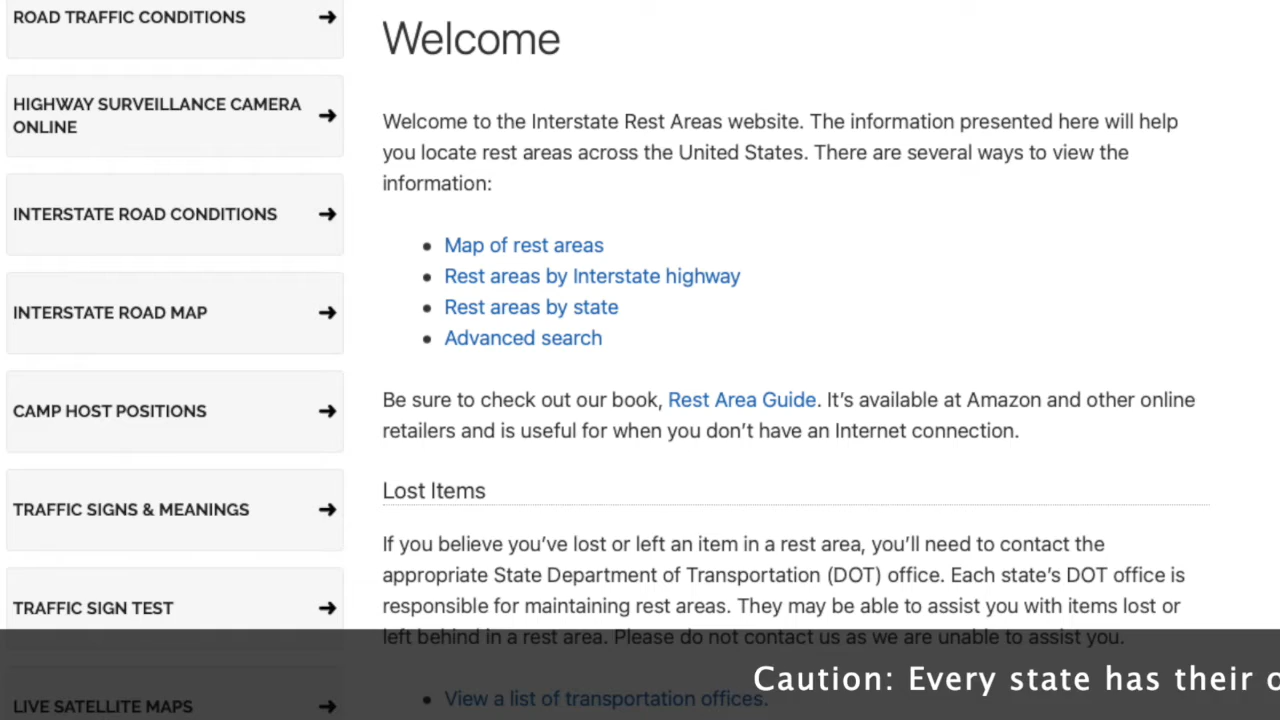 ROAD TRAFFIC CONDITIONS
HIGHWAY SURVEILLANCE CAMERA
ONLINE
INTERSTATE ROAD CONDITIONS
INTERSTATE ROAD MAP
CAMP HOST POSITIONS
TRAFFIC SIGNS & MEANINGS
TRAFFIC SIGN TEST
LIVE SATELLITE MAPS
Welcome
Welcome to the Interstate Rest Areas website. The information presented here will help
you locate rest areas across the United States. There are several ways to view the
information:
Map of rest areas
Rest areas by Interstate highway
Rest areas by state
Advanced search
Be sure to check out our book, Rest Area Guide. It’s available at Amazon and other online
retailers and is useful for when you don’t have an Internet connection.
Lost Items
If you believe you’ve lost or left an item in a rest area, you’ll need to contact the
appropriate State Department of Transportation (DOT) office. Each state’s DOT office is
responsible for maintaining rest areas. They may be able to assist you with items lost or
left behind in a rest area. Please do not contact us as we are unable to assist you.
View a list of transportation offices.
Caution: Every state has their